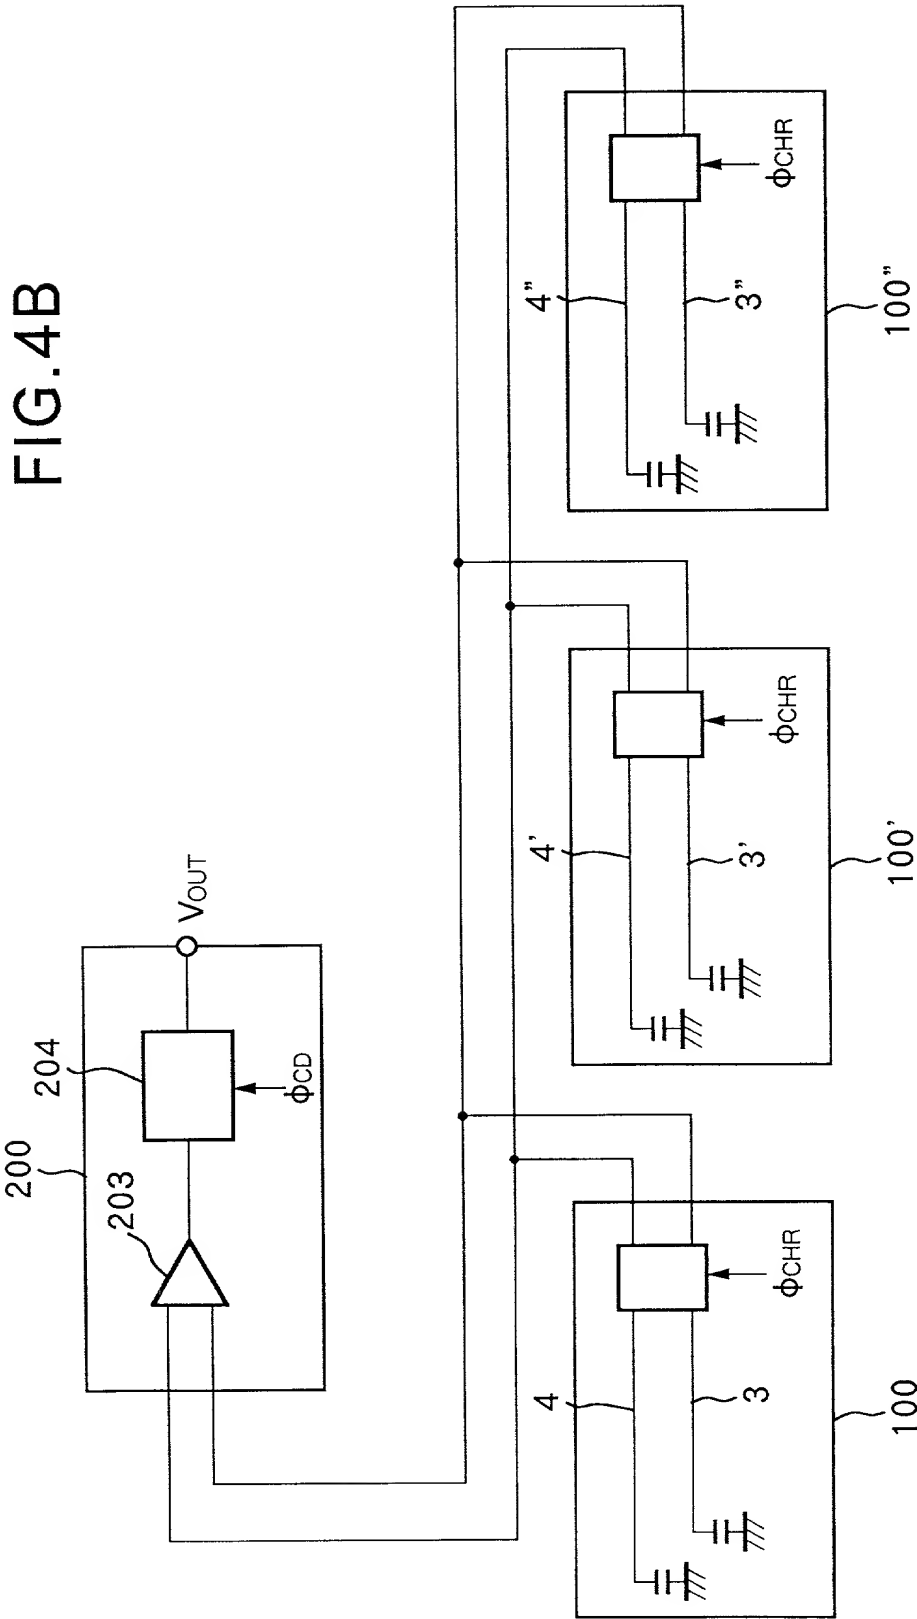 FIG.4B
200
204
203
ϕCD
VOUT
4
3
ϕCHR
100
4'
3'
ϕCHR
100'
4"
3"
ϕCHR
100"